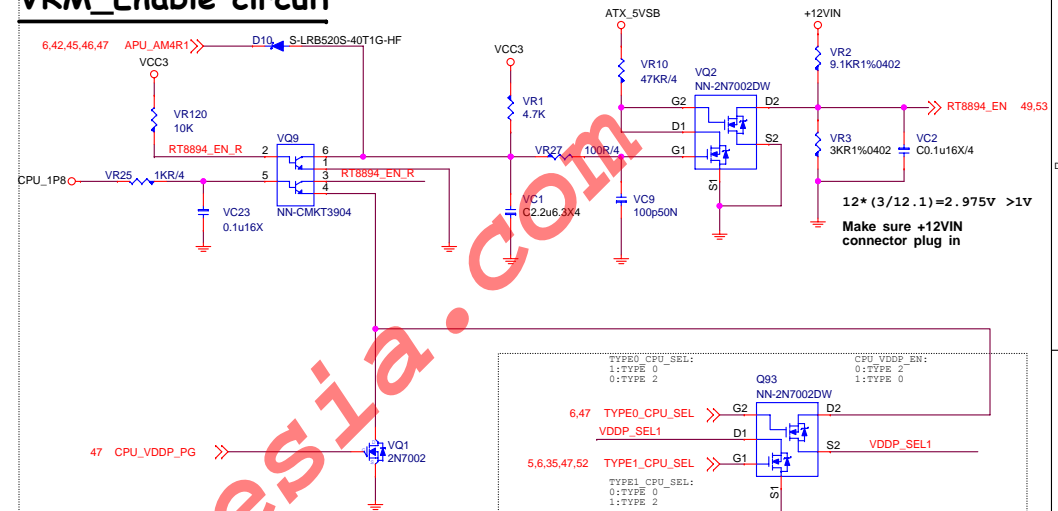 VRM_Enable circuit
6,42,45,46,47 APU_AM4R1
D10 S-LRB520S-40T1G-HF
VCC3
VR120
10K
RT8894_EN_R
VQ9
2 6
1
5 3 RT8894_EN_R
4
NN-CMKT3904
CPU_1P8
VR25 1KR/4
VC23
0.1u16X
VCC3
VR1
4.7K
VR27 100R/4
VC1
C2.2u6.3X4
ATX_5VSB
VR10
47KR/4
VQ2
NN-2N7002DW
G2 D2
D1
S2
G1
S1
VC9
100p50N
+12VIN
VR2
9.1KR1%0402
RT8894_EN 49,53
VR3
3KR1%0402
VC2
C0.1u16X/4
12*(3/12.1)=2.975V >1V
Make sure +12VIN
connector plug in
47 CPU_VDDP_PG
VQ1
2N7002
TYPE0_CPU_SEL:
1:TYPE 0
0:TYPE 2
CPU_VDDP_EN:
0:TYPE 2
1:TYPE 0
Q93
NN-2N7002DW
6,47 TYPE0_CPU_SEL
G2 D2
VDDP_SEL1
D1
S2 VDDP_SEL1
5,6,35,47,52 TYPE1_CPU_SEL
G1
S1
TYPE1_CPU_SEL:
0:TYPE 0
1:TYPE 2
esia.com